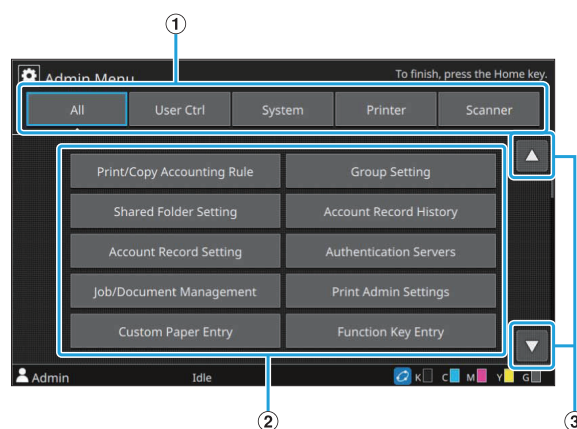 ①
Admin Menu
To finish, press the Home key.
All User Ctrl System Printer Scanner
Print/Copy Accounting Rule Group Setting
Shared Folder Setting Account Record History
Account Record Setting Authentication Servers
Job/Document Management Print Admin Settings
Custom Paper Entry Function Key Entry
Admin Idle K C M Y G
② ③